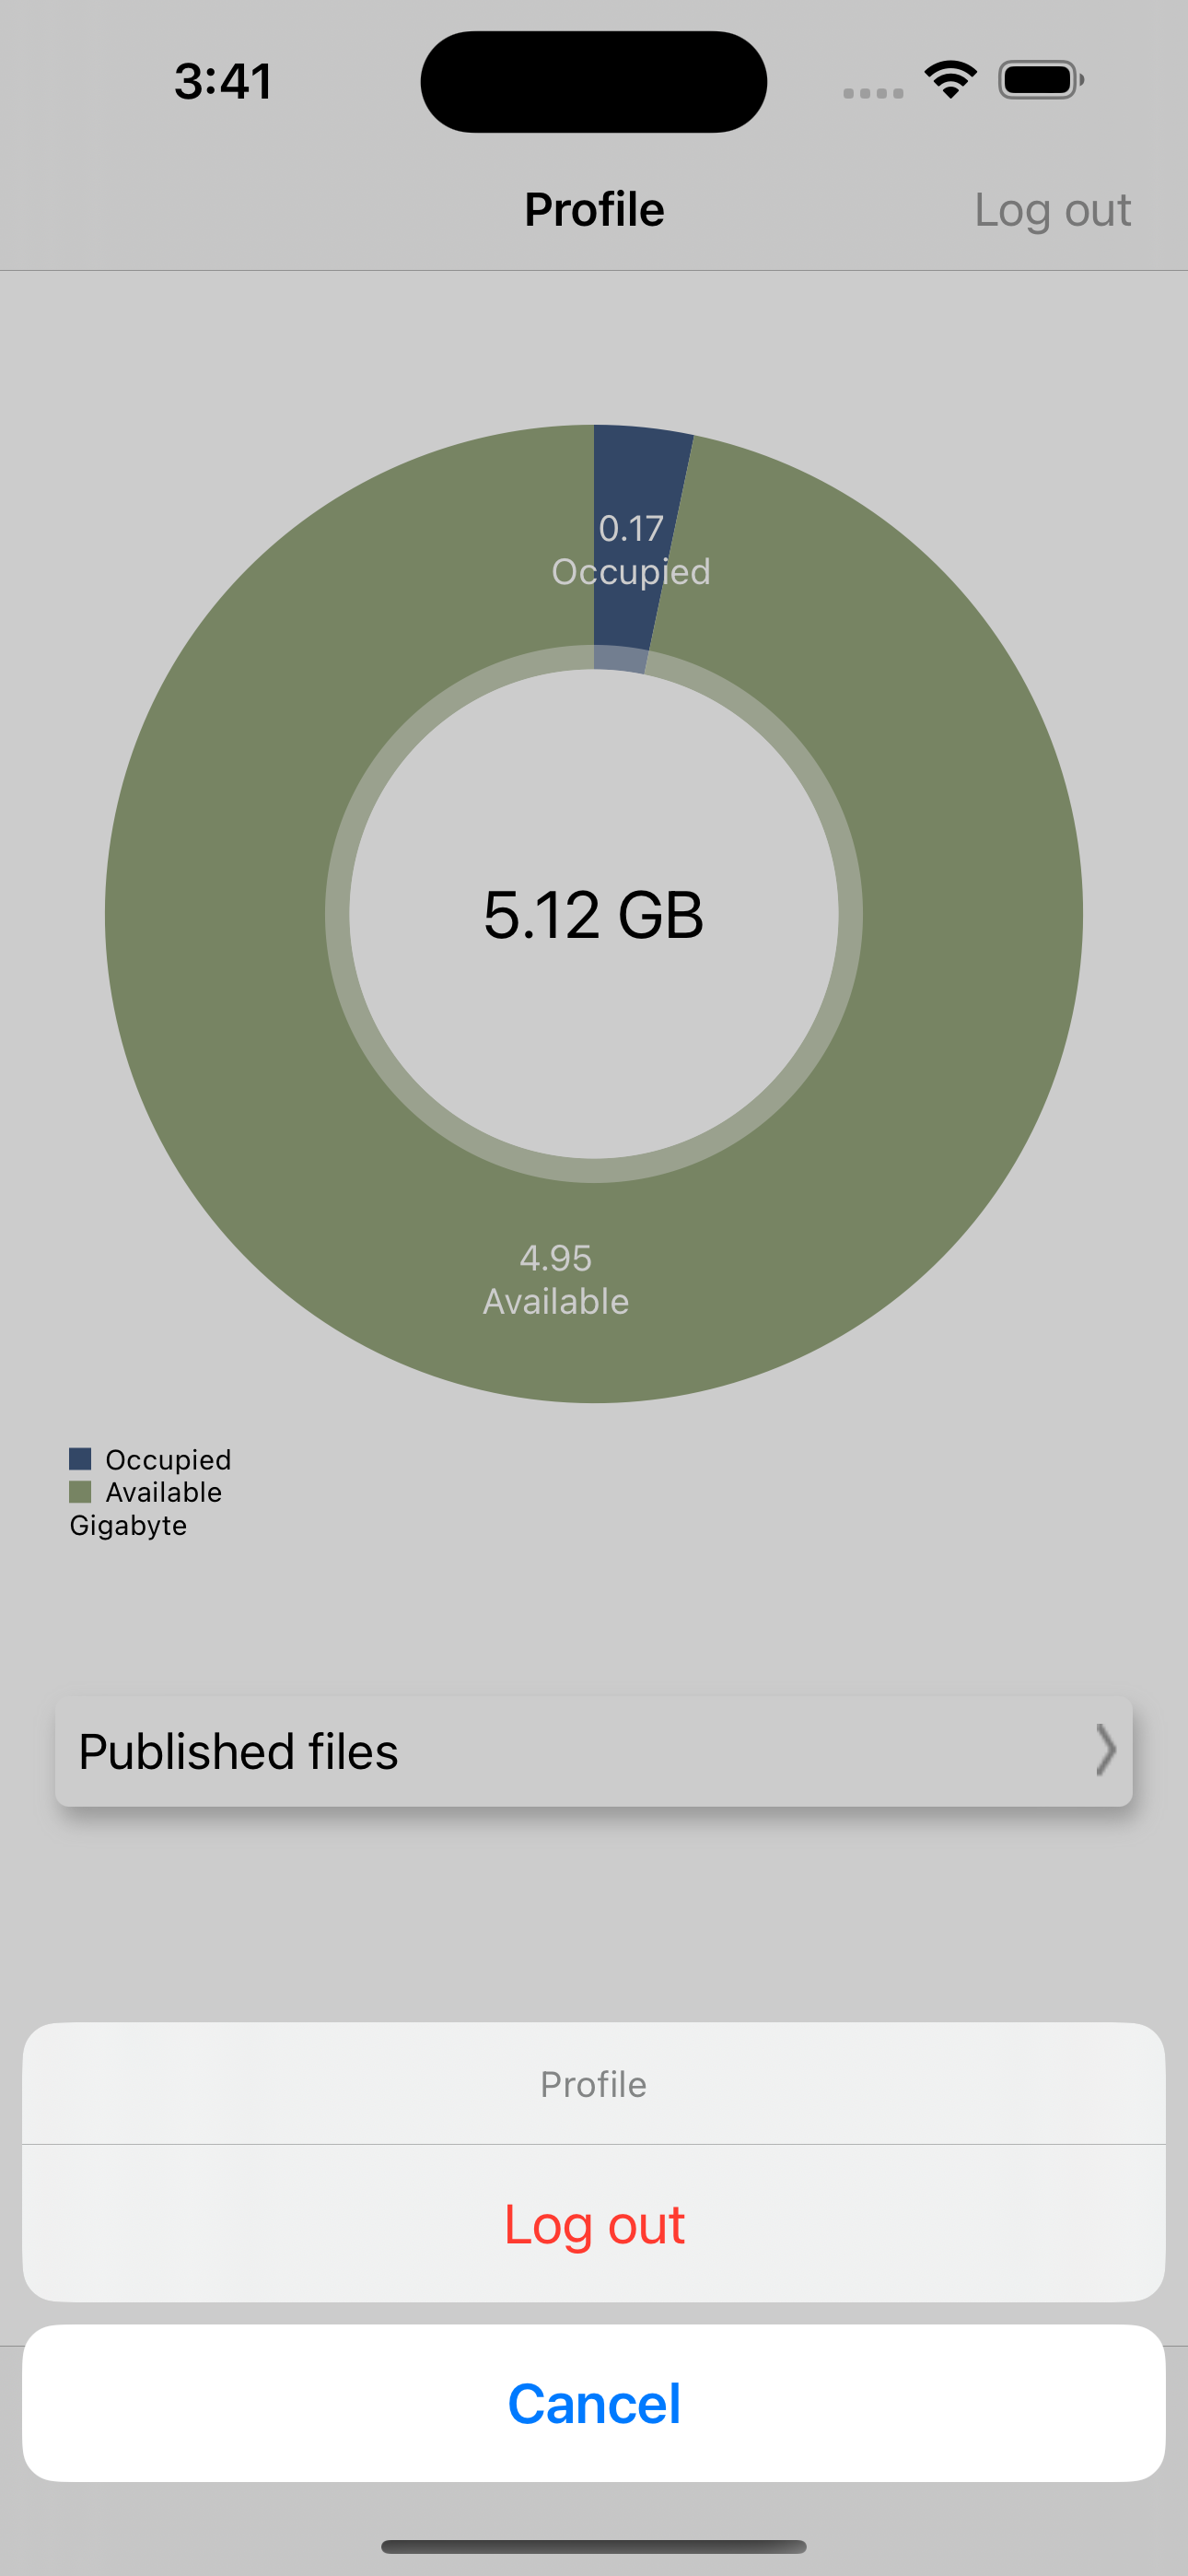 3:41
Profile
Log out
0.17
Occupied
5.12 GB
4.95
Available
Occupied
Available
Gigabyte
Published files
Profile
Log out
Cancel